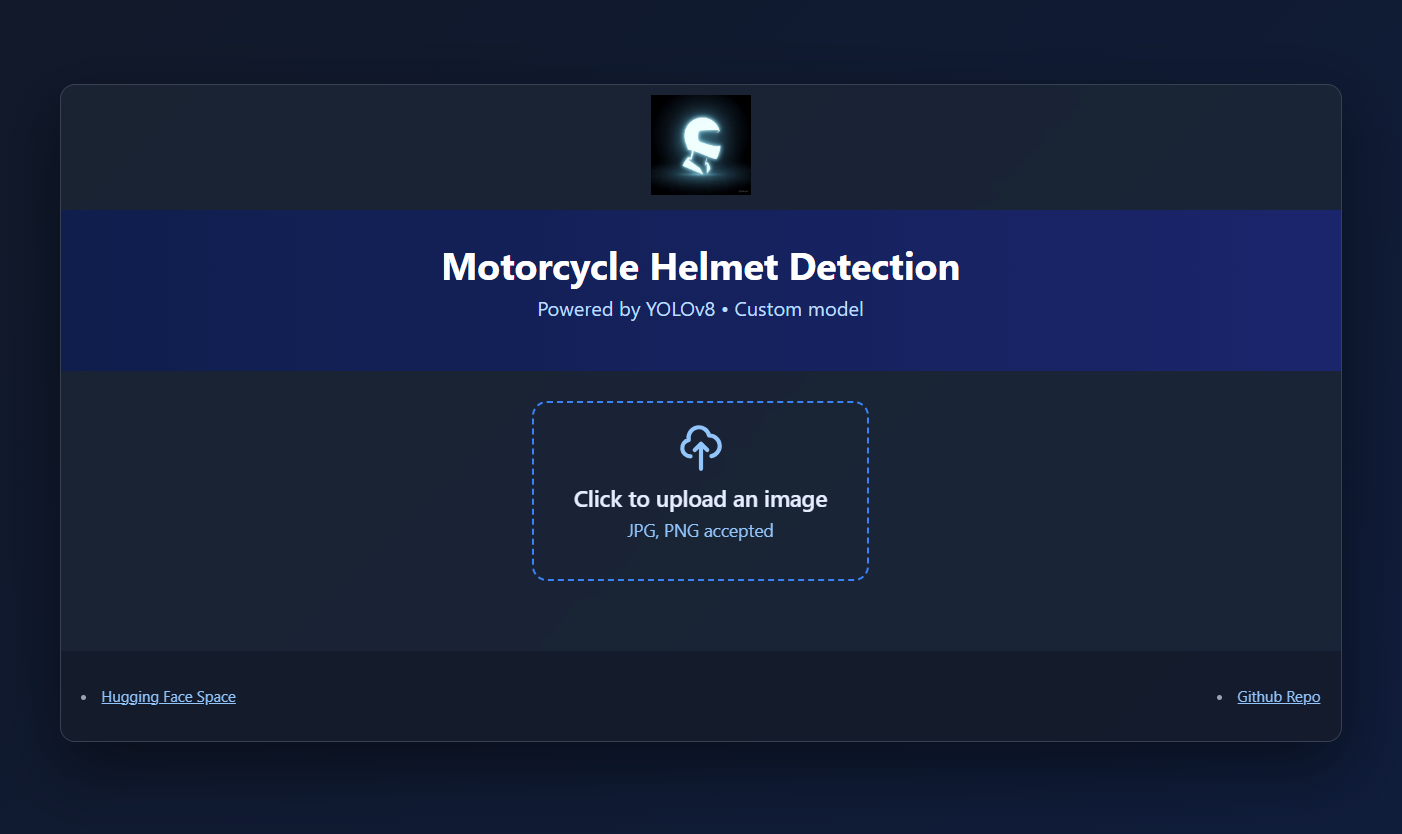 Motorcycle Helmet Detection
Powered by YOLOv8 • Custom model
Click to upload an image
JPG, PNG accepted
• Hugging Face Space
• Github Repo